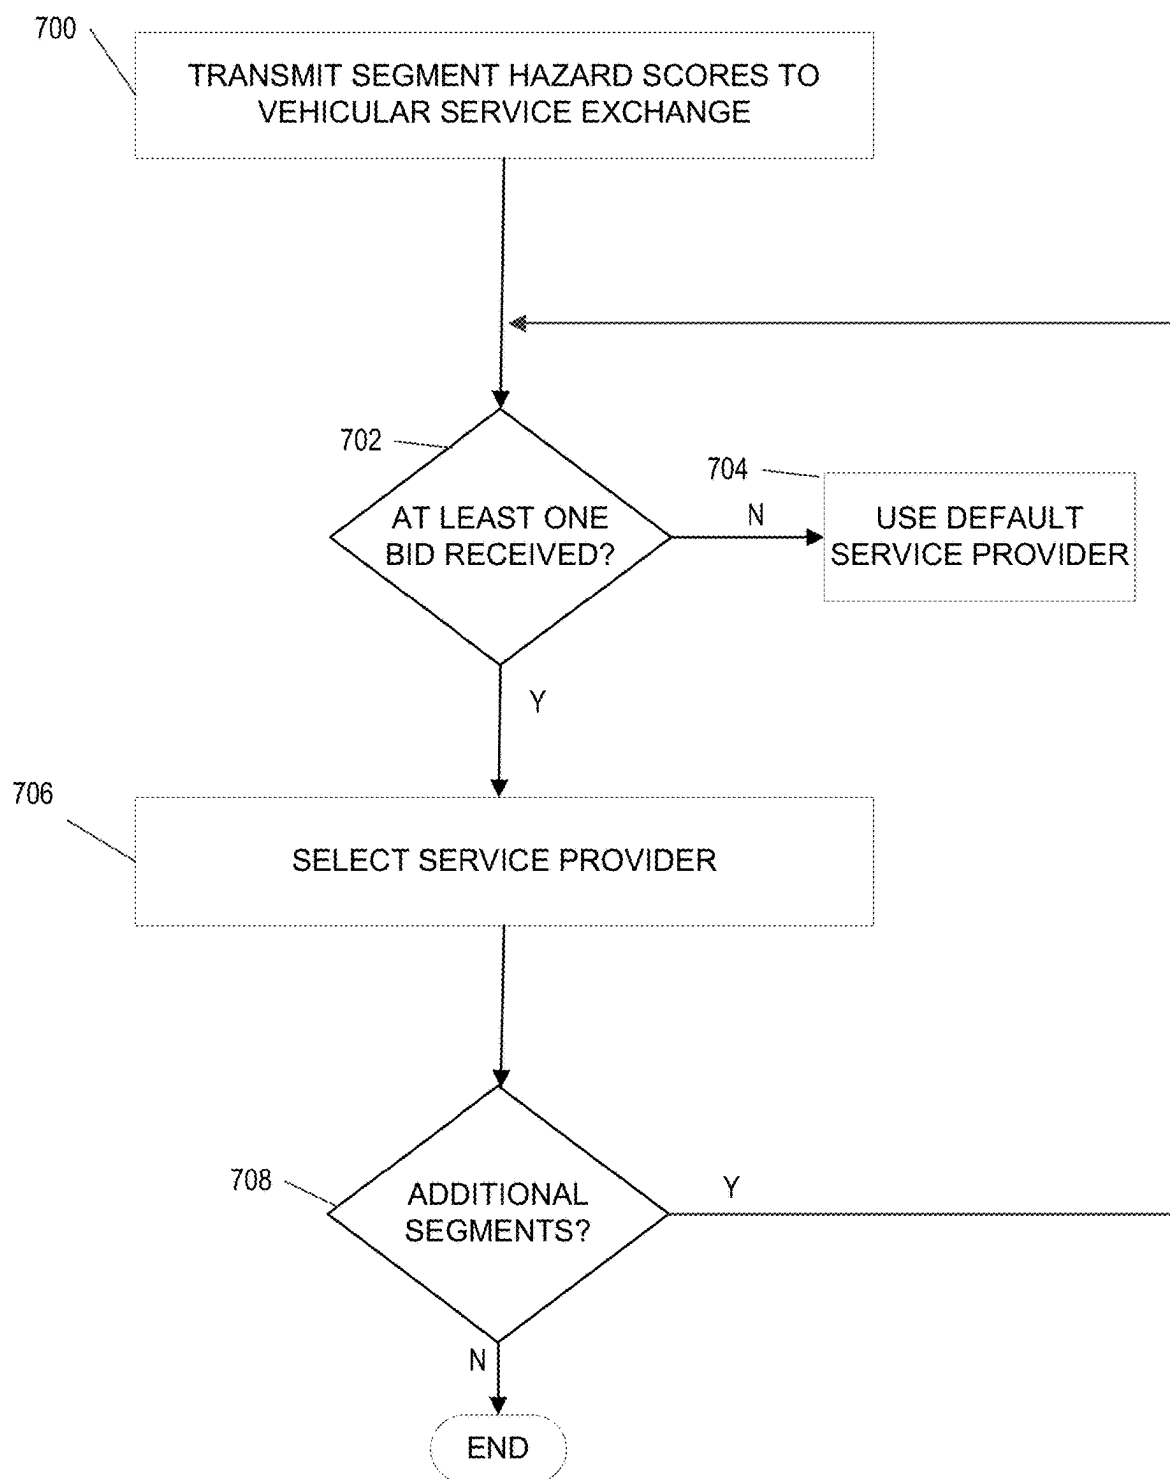 700
TRANSMIT SEGMENT HAZARD SCORES TO
VEHICULAR SERVICE EXCHANGE
702
AT LEAST ONE
BID RECEIVED?
N
704
USE DEFAULT
SERVICE PROVIDER
Y
706
SELECT SERVICE PROVIDER
708
ADDITIONAL
SEGMENTS?
Y
N
END